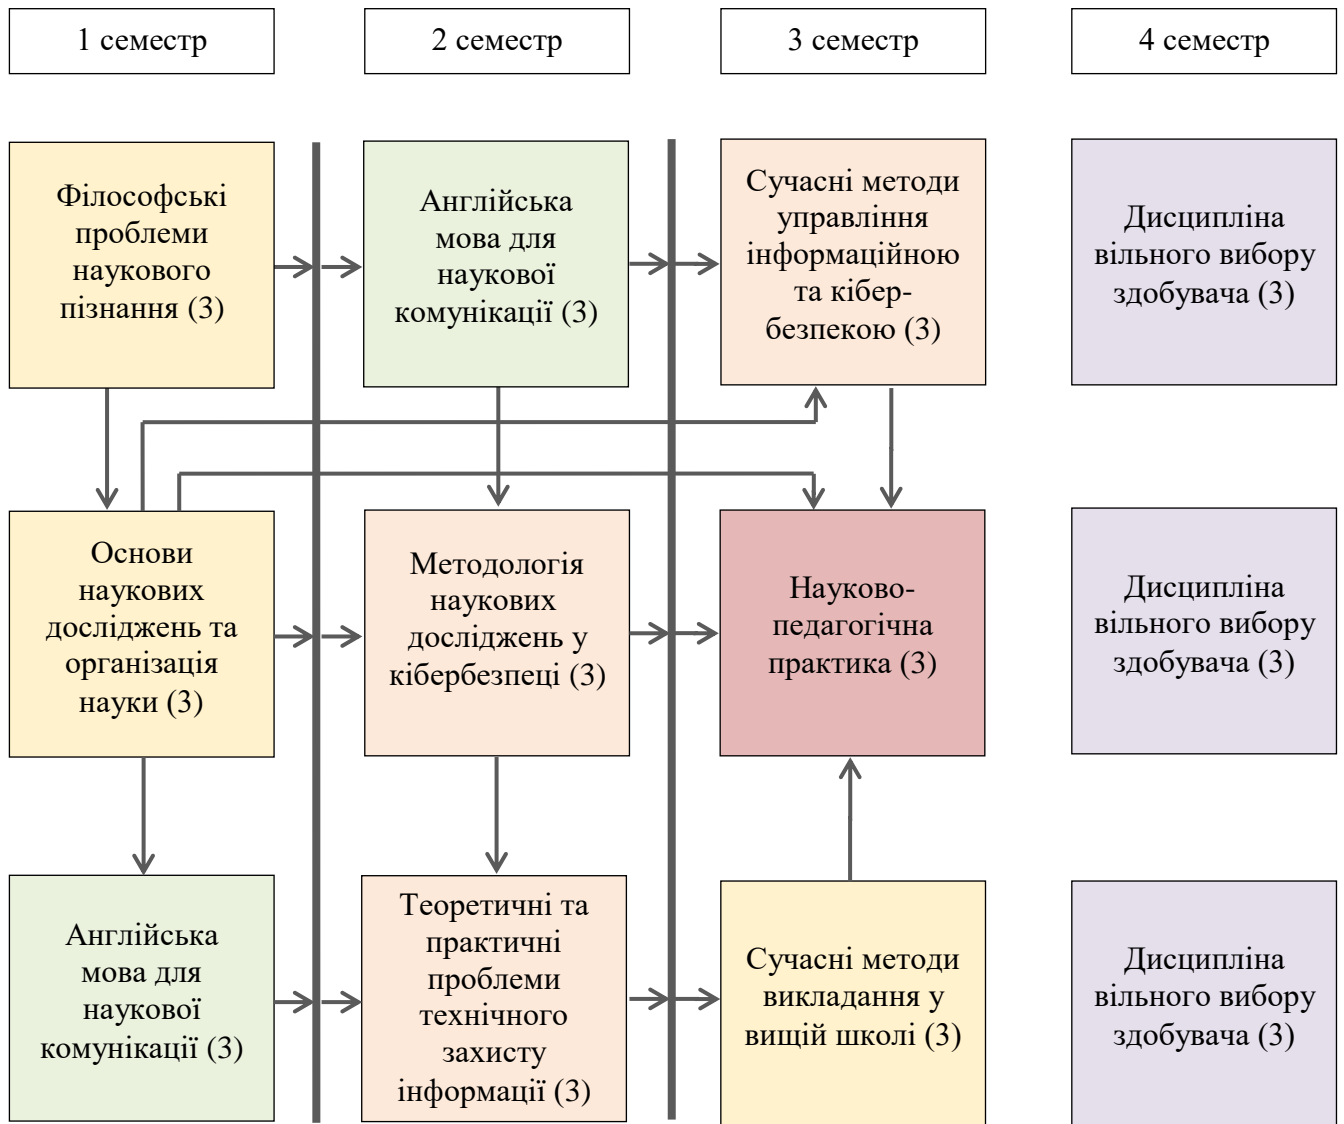 1 семестр
2 семестр
3 семестр
4 семестр
Філософські
проблеми
наукового
пізнання (3)
Англійська
мова для
наукової
комунікації (3)
Сучасні методи
управління
інформаційною
та кібер-
безпекою (3)
Дисципліна
вільного вибору
здобувача (3)
Основи
наукових
досліджень та
організація
науки (3)
Методологія
наукових
досліджень у
кібербезпеці (3)
Науково-
педагогічна
практика (3)
Дисципліна
вільного вибору
здобувача (3)
Англійська
мова для
наукової
комунікації (3)
Теоретичні та
практичні
проблеми
технічного
захисту
інформації (3)
Сучасні методи
викладання у
вищій школі (3)
Дисципліна
вільного вибору
здобувача (3)